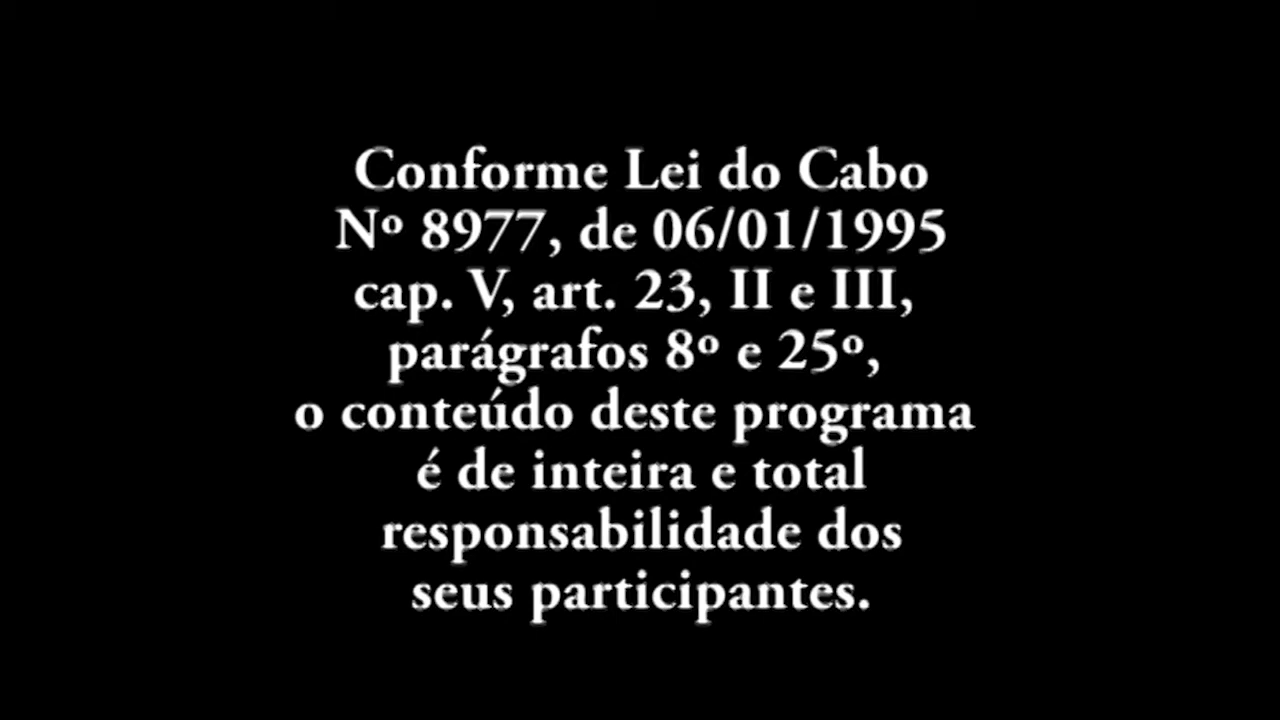 Conforme Lei do Cabo
Nº 8977, de 06/01/1995
cap. V, art. 23, II e III,
parágrafos 8º e 25º,
o conteúdo deste programa
é de inteira e total
responsabilidade dos
seus participantes.